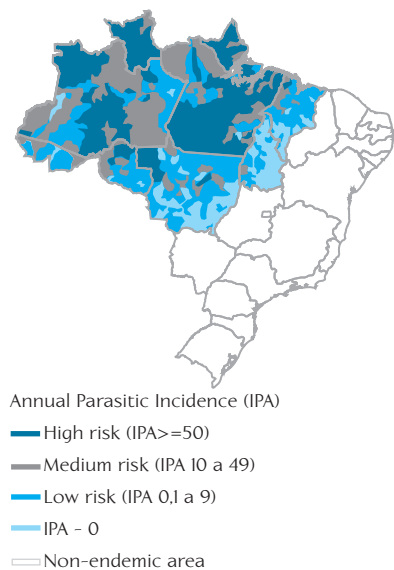 Annual Parasitic Incidence (IPA)
High risk (IPA>=50)
Medium risk (IPA 10 a 49)
Low risk (IPA 0,1 a 9)
IPA - 0
Non-endemic area